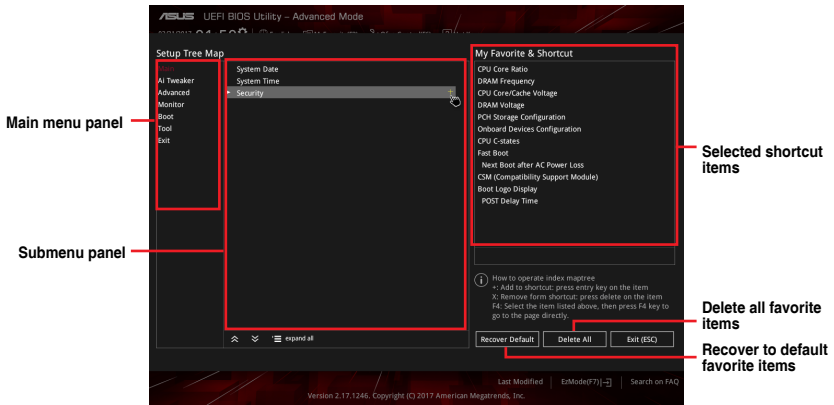 ASUS UEFI BIOS Utility – Advanced Mode
Setup Tree Map
Main
Ai Tweaker
Advanced
Monitor
Boot
Tool
Exit
System Date
System Time
Security
expand all
My Favorite & Shortcut
CPU Core Ratio
DRAM Frequency
CPU Core/Cache Voltage
DRAM Voltage
PCH Storage Configuration
Onboard Devices Configuration
CPU C-states
Fast Boot
Next Boot after AC Power Loss
CSM (Compatibility Support Module)
Boot Logo Display
POST Delay Time
How to operate index maptree
+: Add to shortcut: press entry key on the item
X: Remove form shortcut: press delete on the item
F4: Select the item listed above, then press F4 key to
go to the page directly.
Recover Default
Delete All
Exit (ESC)
Last Modified
EzMode(F7)
Search on FAQ
Version 2.17.1246. Copyright (C) 2017 American Megatrends, Inc.
Main menu panel
Submenu panel
Selected shortcut
items
Delete all favorite
items
Recover to default
favorite items